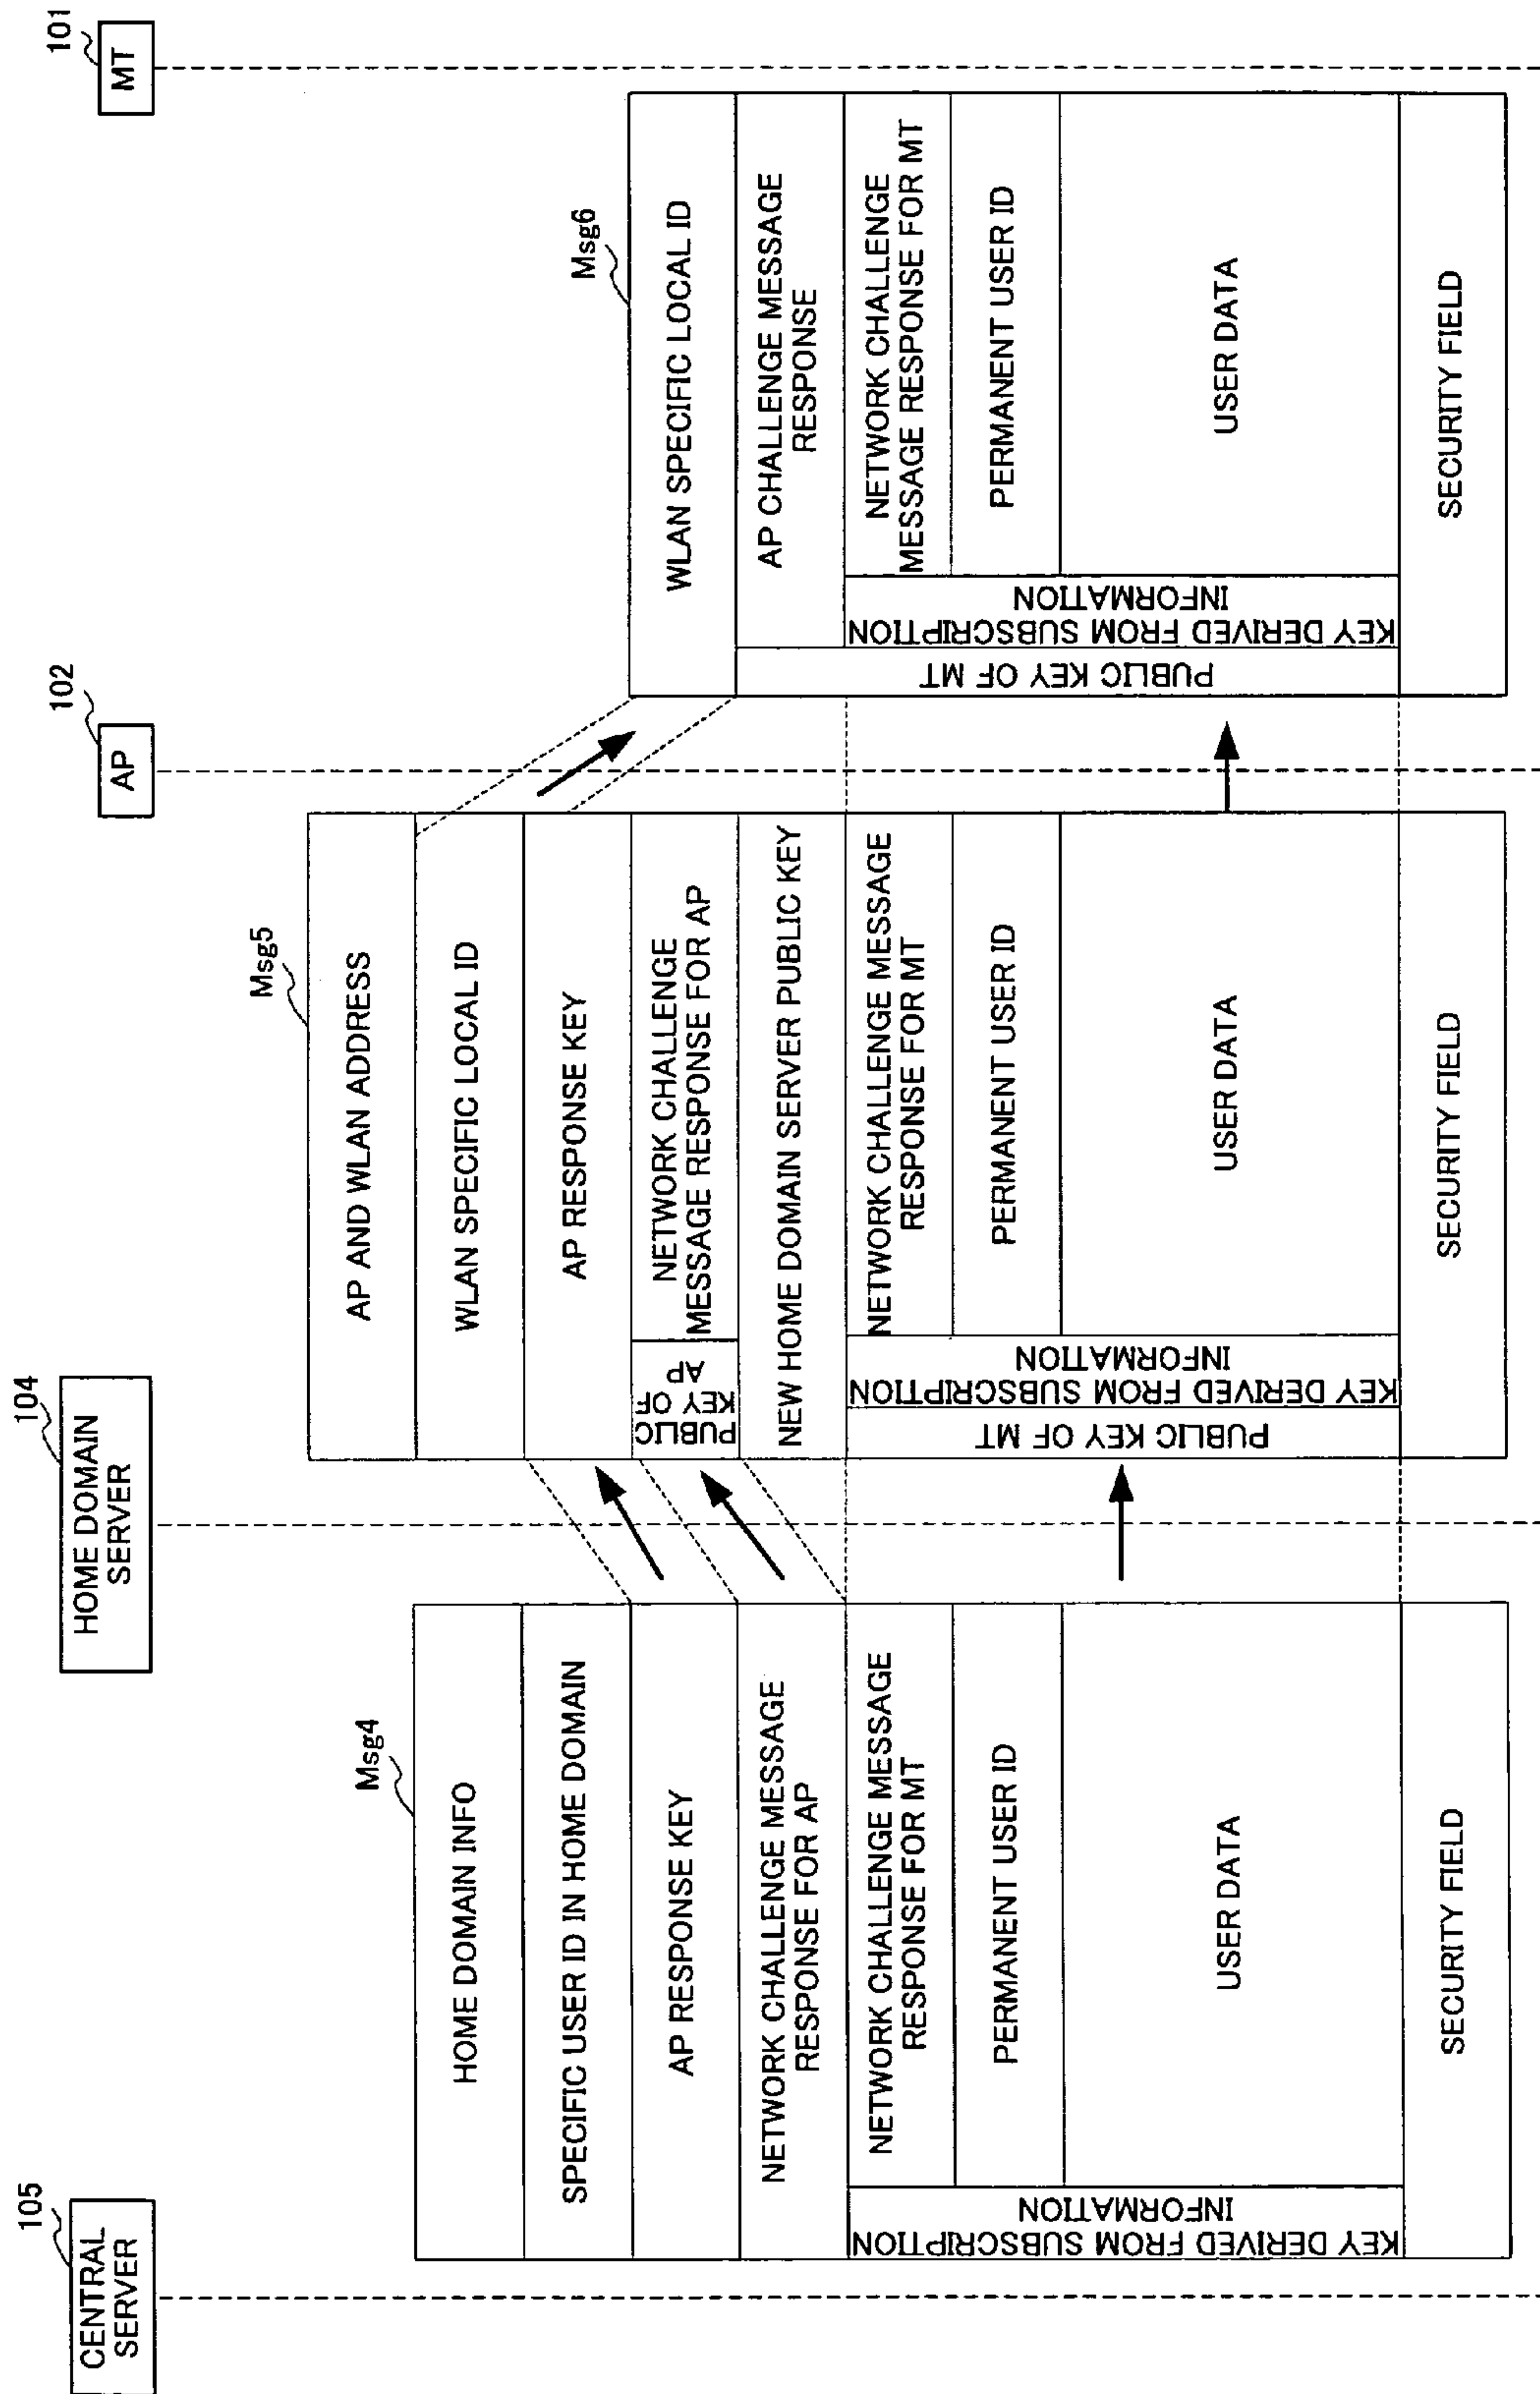 105
CENTRAL
SERVER
104
HOME DOMAIN
SERVER
102
AP
101
MT
Msg4
HOME DOMAIN INFO
SPECIFIC USER ID IN HOME DOMAIN
AP RESPONSE KEY
NETWORK CHALLENGE MESSAGE
RESPONSE FOR AP
KEY DERIVED FROM SUBSCRIPTION
INFORMATION
NETWORK CHALLENGE MESSAGE
RESPONSE FOR MT
PERMANENT USER ID
USER DATA
SECURITY FIELD
Msg5
AP AND WLAN ADDRESS
WLAN SPECIFIC LOCAL ID
AP RESPONSE KEY
PUBLIC
KEY OF
AP
NETWORK CHALLENGE
MESSAGE RESPONSE FOR AP
NEW HOME DOMAIN SERVER PUBLIC KEY
PUBLIC KEY OF MT
KEY DERIVED FROM SUBSCRIPTION
INFORMATION
NETWORK CHALLENGE MESSAGE
RESPONSE FOR MT
PERMANENT USER ID
USER DATA
SECURITY FIELD
Msg6
WLAN SPECIFIC LOCAL ID
PUBLIC KEY OF MT
AP CHALLENGE MESSAGE
RESPONSE
KEY DERIVED FROM SUBSCRIPTION
INFORMATION
NETWORK CHALLENGE
MESSAGE RESPONSE FOR MT
PERMANENT USER ID
USER DATA
SECURITY FIELD